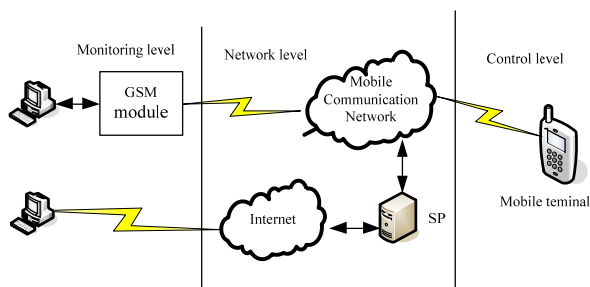 Monitoring level
Network level
Control level
GSM
module
Mobile
Communication
Network
Internet
SP
Mobile teminal